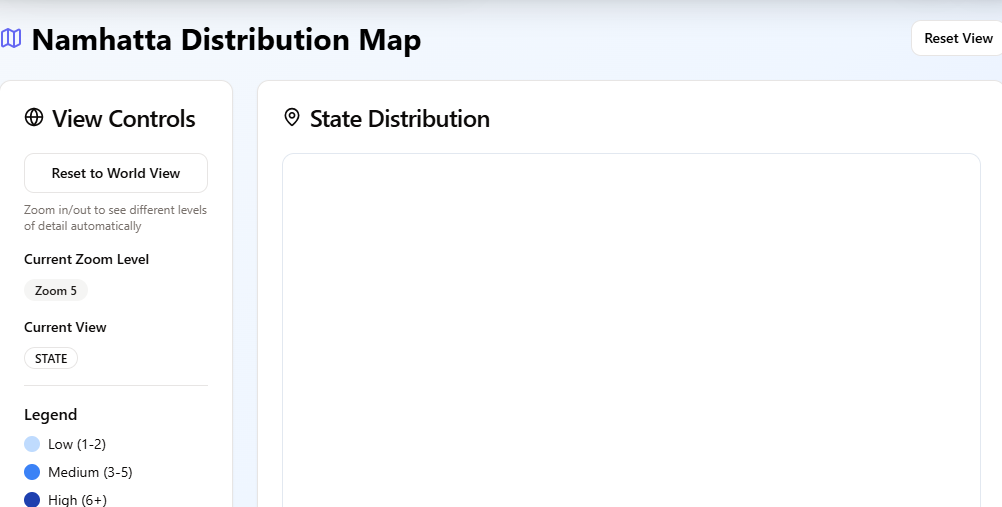 Namhatta Distribution Map
Reset View
View Controls
Reset to World View
Zoom in/out to see different levels
of detail automatically
Current Zoom Level
Zoom 5
Current View
STATE
Legend
Low (1-2)
Medium (3-5)
High (6+)
State Distribution